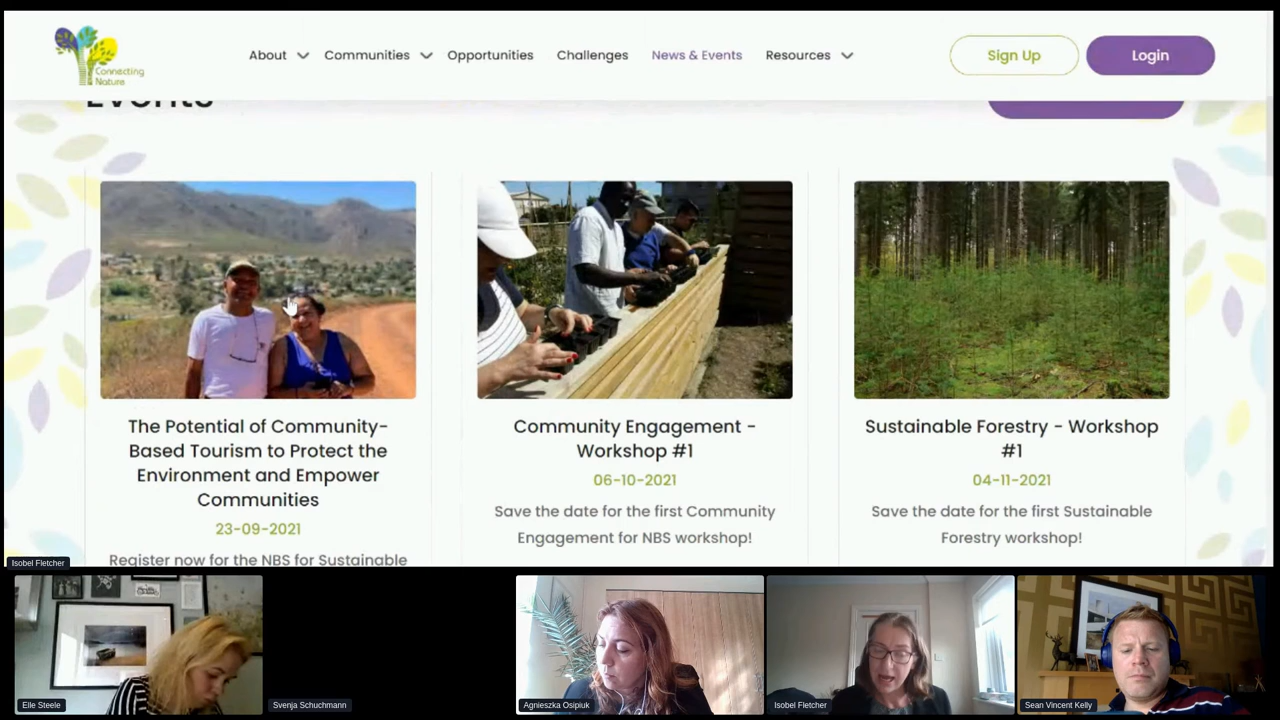 Connecting
Nature
About Communities Opportunities Challenges News & Events Resources Sign Up Login
Events
The Potential of Community-
Based Tourism to Protect the
Environment and Empower
Communities
23-09-2021
Register now for the NBS for Sustainable
Community Engagement -
Workshop #1
06-10-2021
Save the date for the first Community
Engagement for NBS workshop!
Sustainable Forestry - Workshop
#1
04-11-2021
Save the date for the first Sustainable
Forestry workshop!
Isobel Fletcher
Elle Steele
Svenja Schuchmann
Agnieszka Osipiuk
Isobel Fletcher
Sean Vincent Kelly